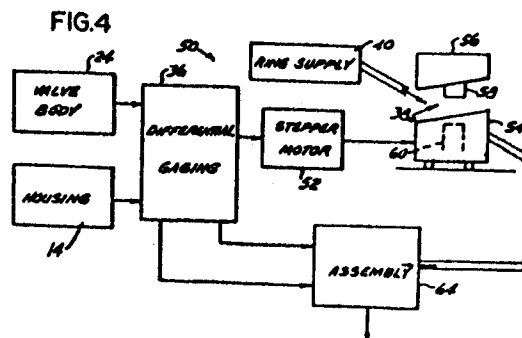 FIG.4
24
VALVE
BODY
36
DIFFERENTIAL
GAGING
50
RING SUPPLY
40
56
58
38
54
STEPPER
MOTOR
52
60
HOUSING
14
ASSEMBLY
64